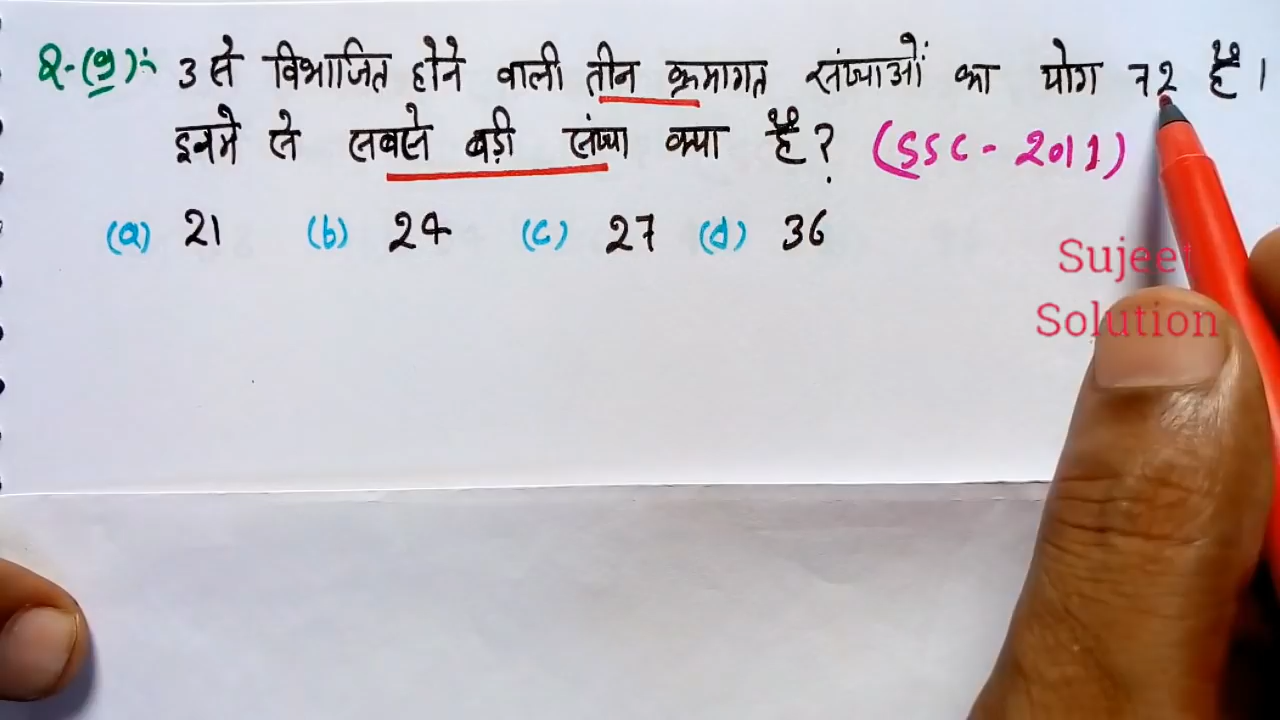 Q-(9):- 3 से विभाजित होने वाली तीन क्रमागत संख्याओं का योग 72 है।
इनमे से सबसे बड़ी संख्या क्या है? (SSC-2011)
(a) 21 (b) 24 (c) 27 (d) 36
Sujeet
Solution